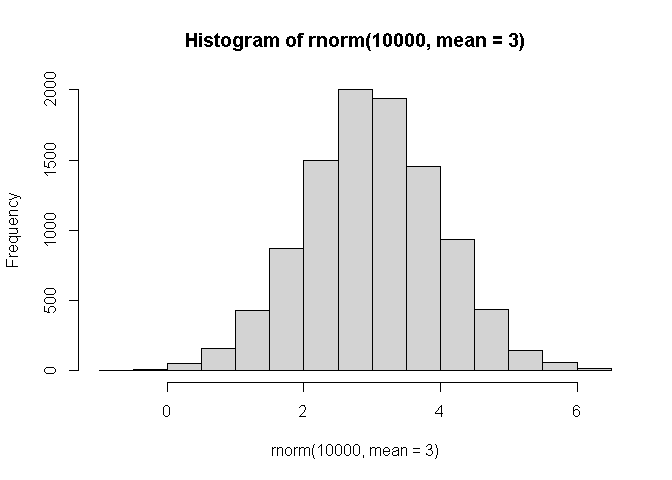 Histogram of rnorm(10000, mean = 3)
Frequency
2000
1500
1000
500
0
0 2 4 6
rnorm(10000, mean = 3)